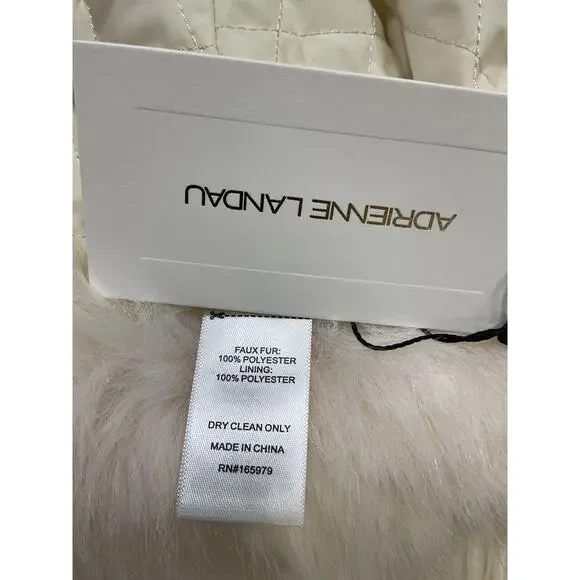 ADRIENNE LANDAU
FAUX FUR:
100% POLYESTER
LINING:
100% POLYESTER
DRY CLEAN ONLY
MADE IN CHINA
RN#165979